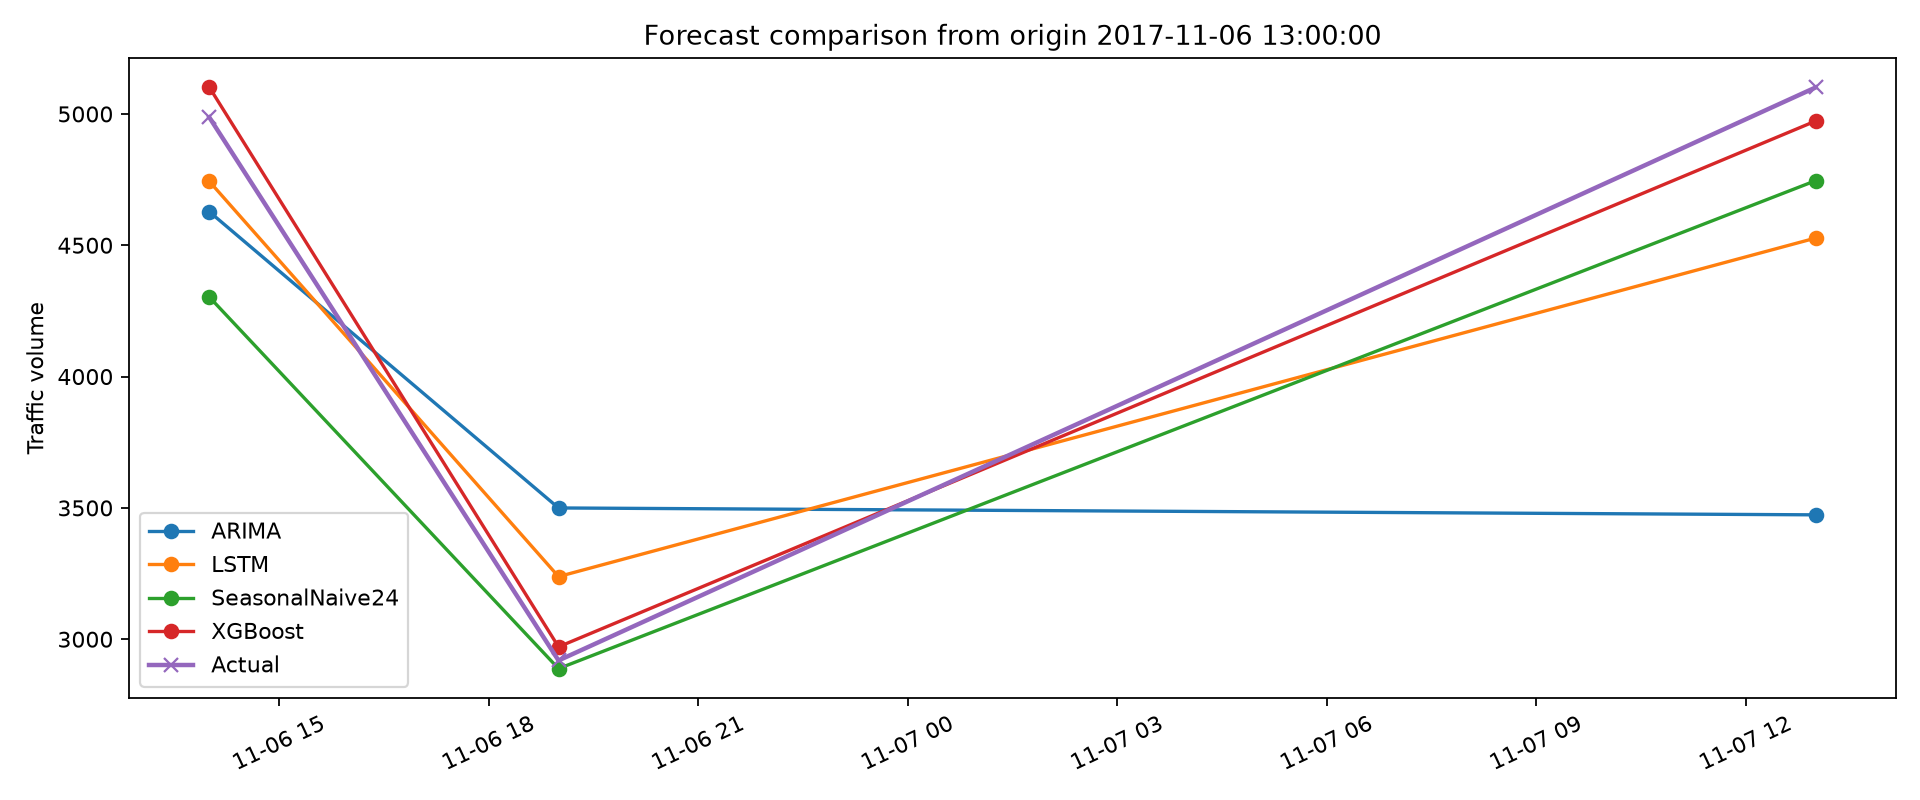 Forecast comparison from origin 2017-11-06 13:00:00
Traffic volume
5000
4500
4000
3500
3000
ARIMA
LSTM
SeasonalNaive24
XGBoost
Actual
11-06 15
11-06 18
11-06 21
11-07 00
11-07 03
11-07 06
11-07 09
11-07 12